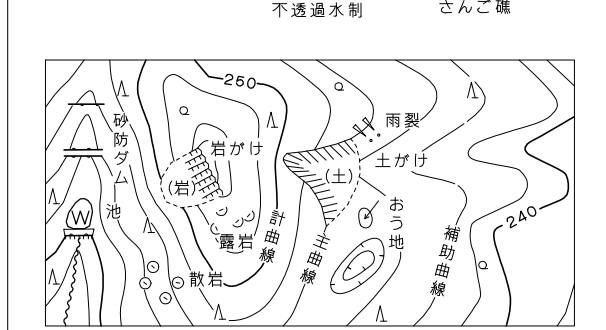 不透過水制
さんご礁
250
雨裂
砂防ダム
岩がけ
土がけ
(岩)
(土)
池
W
露岩
計曲線
主曲線
おう地
補助曲線
240
散岩